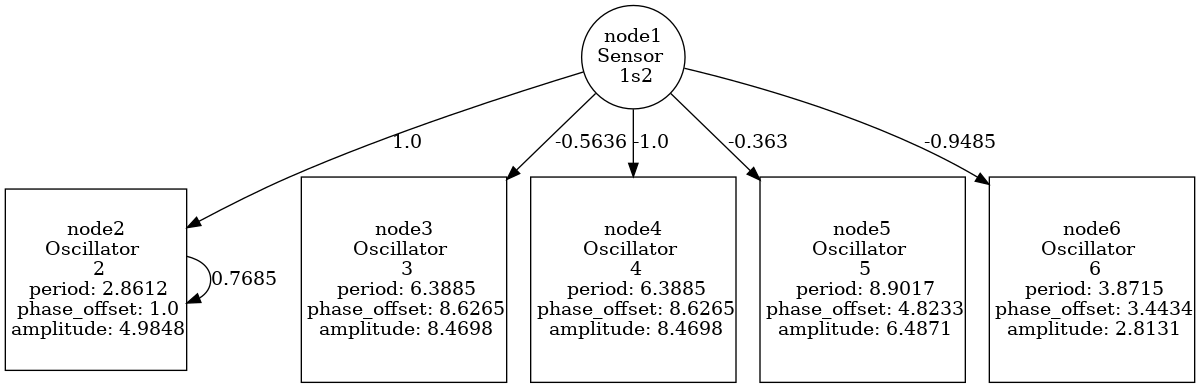 node1
Sensor
1s2
1.0
-0.5636
-1.0
-0.363
-0.9485
node2
Oscillator
2
period: 2.8612
phase_offset: 1.0
amplitude: 4.9848
0.7685
node3
Oscillator
3
period: 6.3885
phase_offset: 8.6265
amplitude: 8.4698
node4
Oscillator
4
period: 6.3885
phase_offset: 8.6265
amplitude: 8.4698
node5
Oscillator
5
period: 8.9017
phase_offset: 4.8233
amplitude: 6.4871
node6
Oscillator
6
period: 3.8715
phase_offset: 3.4434
amplitude: 2.8131